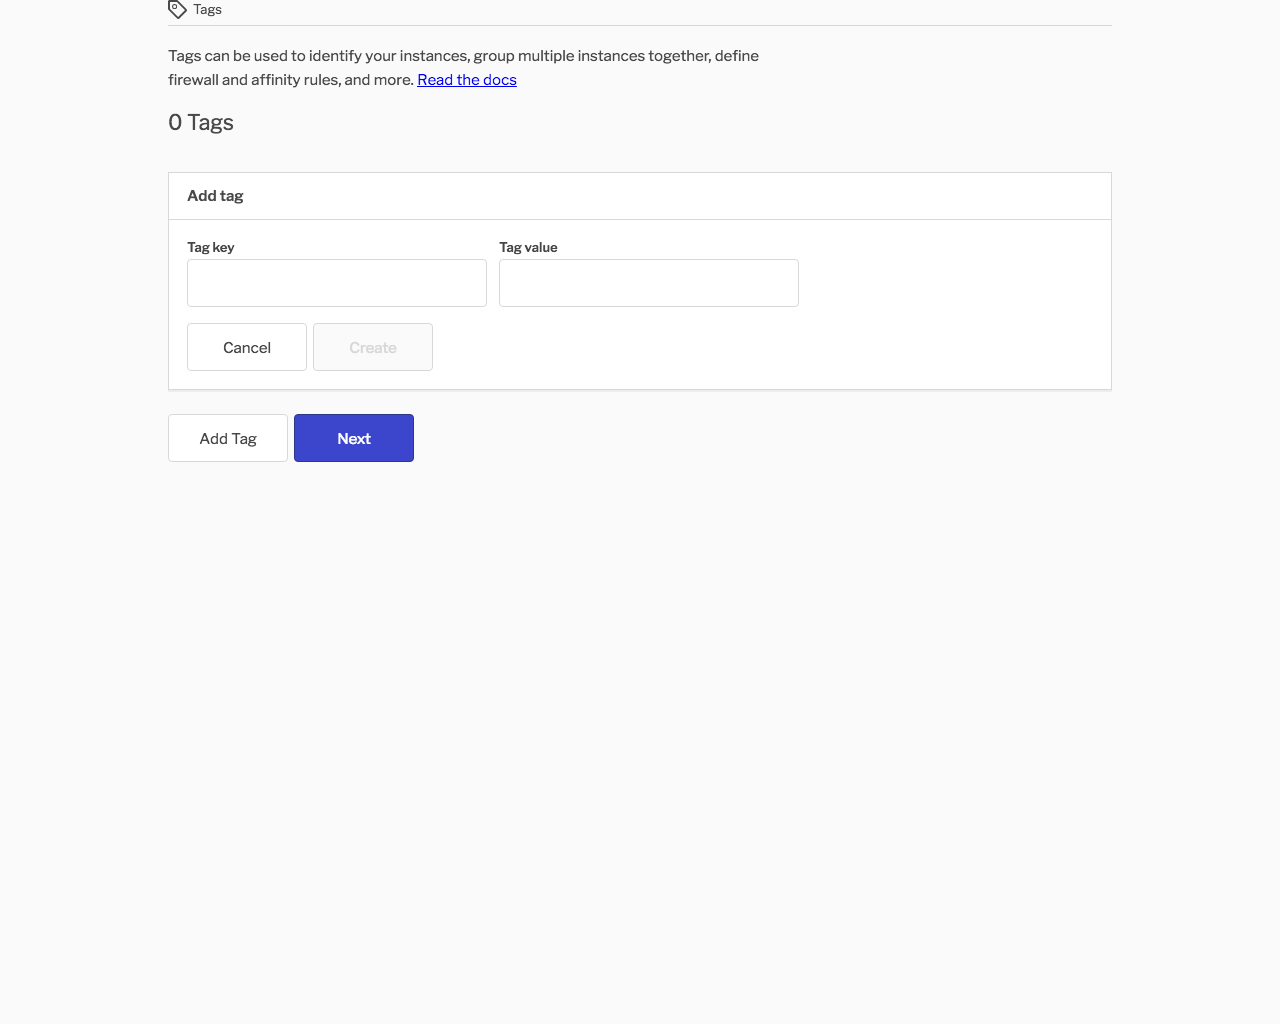 Tags
Tags can be used to identify your instances, group multiple instances together, define
firewall and affinity rules, and more. Read the docs
0 Tags
Add tag
Tag key Tag value
Cancel Create
Add Tag Next